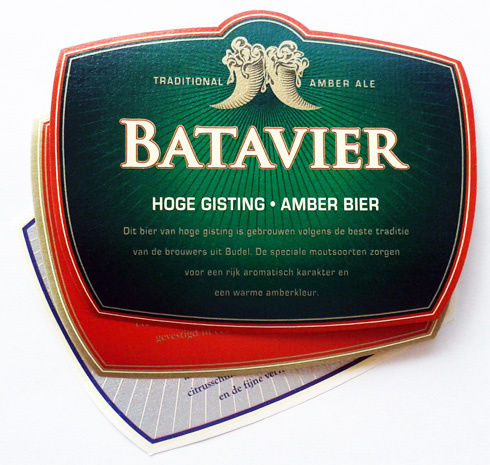 TRADITIONAL AMBER ALE
BATAVIER
HOGE GISTING • AMBER BIER
Dit bier van hoge gisting is gebrouwen volgens de beste traditie
van de brouwers uit Budel. De speciale moutsoorten zorgen
voor een rijk aromatisch karakter en
een warme amberkleur.
gevestigd in
en de fijne